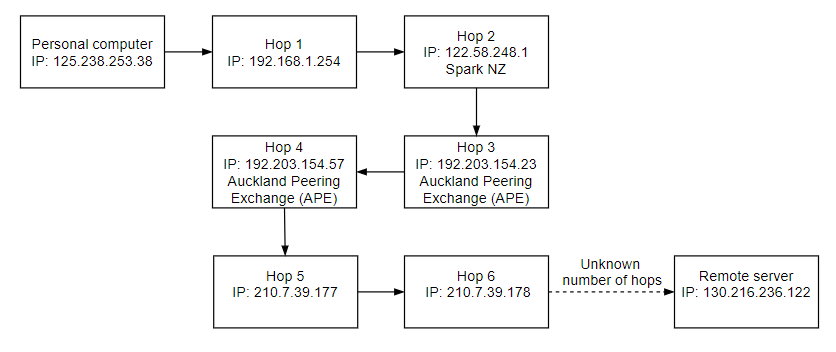 Personal computer
IP: 125.238.253.38
Hop 1
IP: 192.168.1.254
Hop 2
IP: 122.58.248.1
Spark NZ
Hop 4
IP: 192.203.154.57
Auckland Peering
Exchange (APE)
Hop 3
IP: 192.203.154.23
Auckland Peering
Exchange (APE)
Hop 5
IP: 210.7.39.177
Hop 6
IP: 210.7.39.178
Unknown
number of hops
Remote server
IP: 130.216.236.122